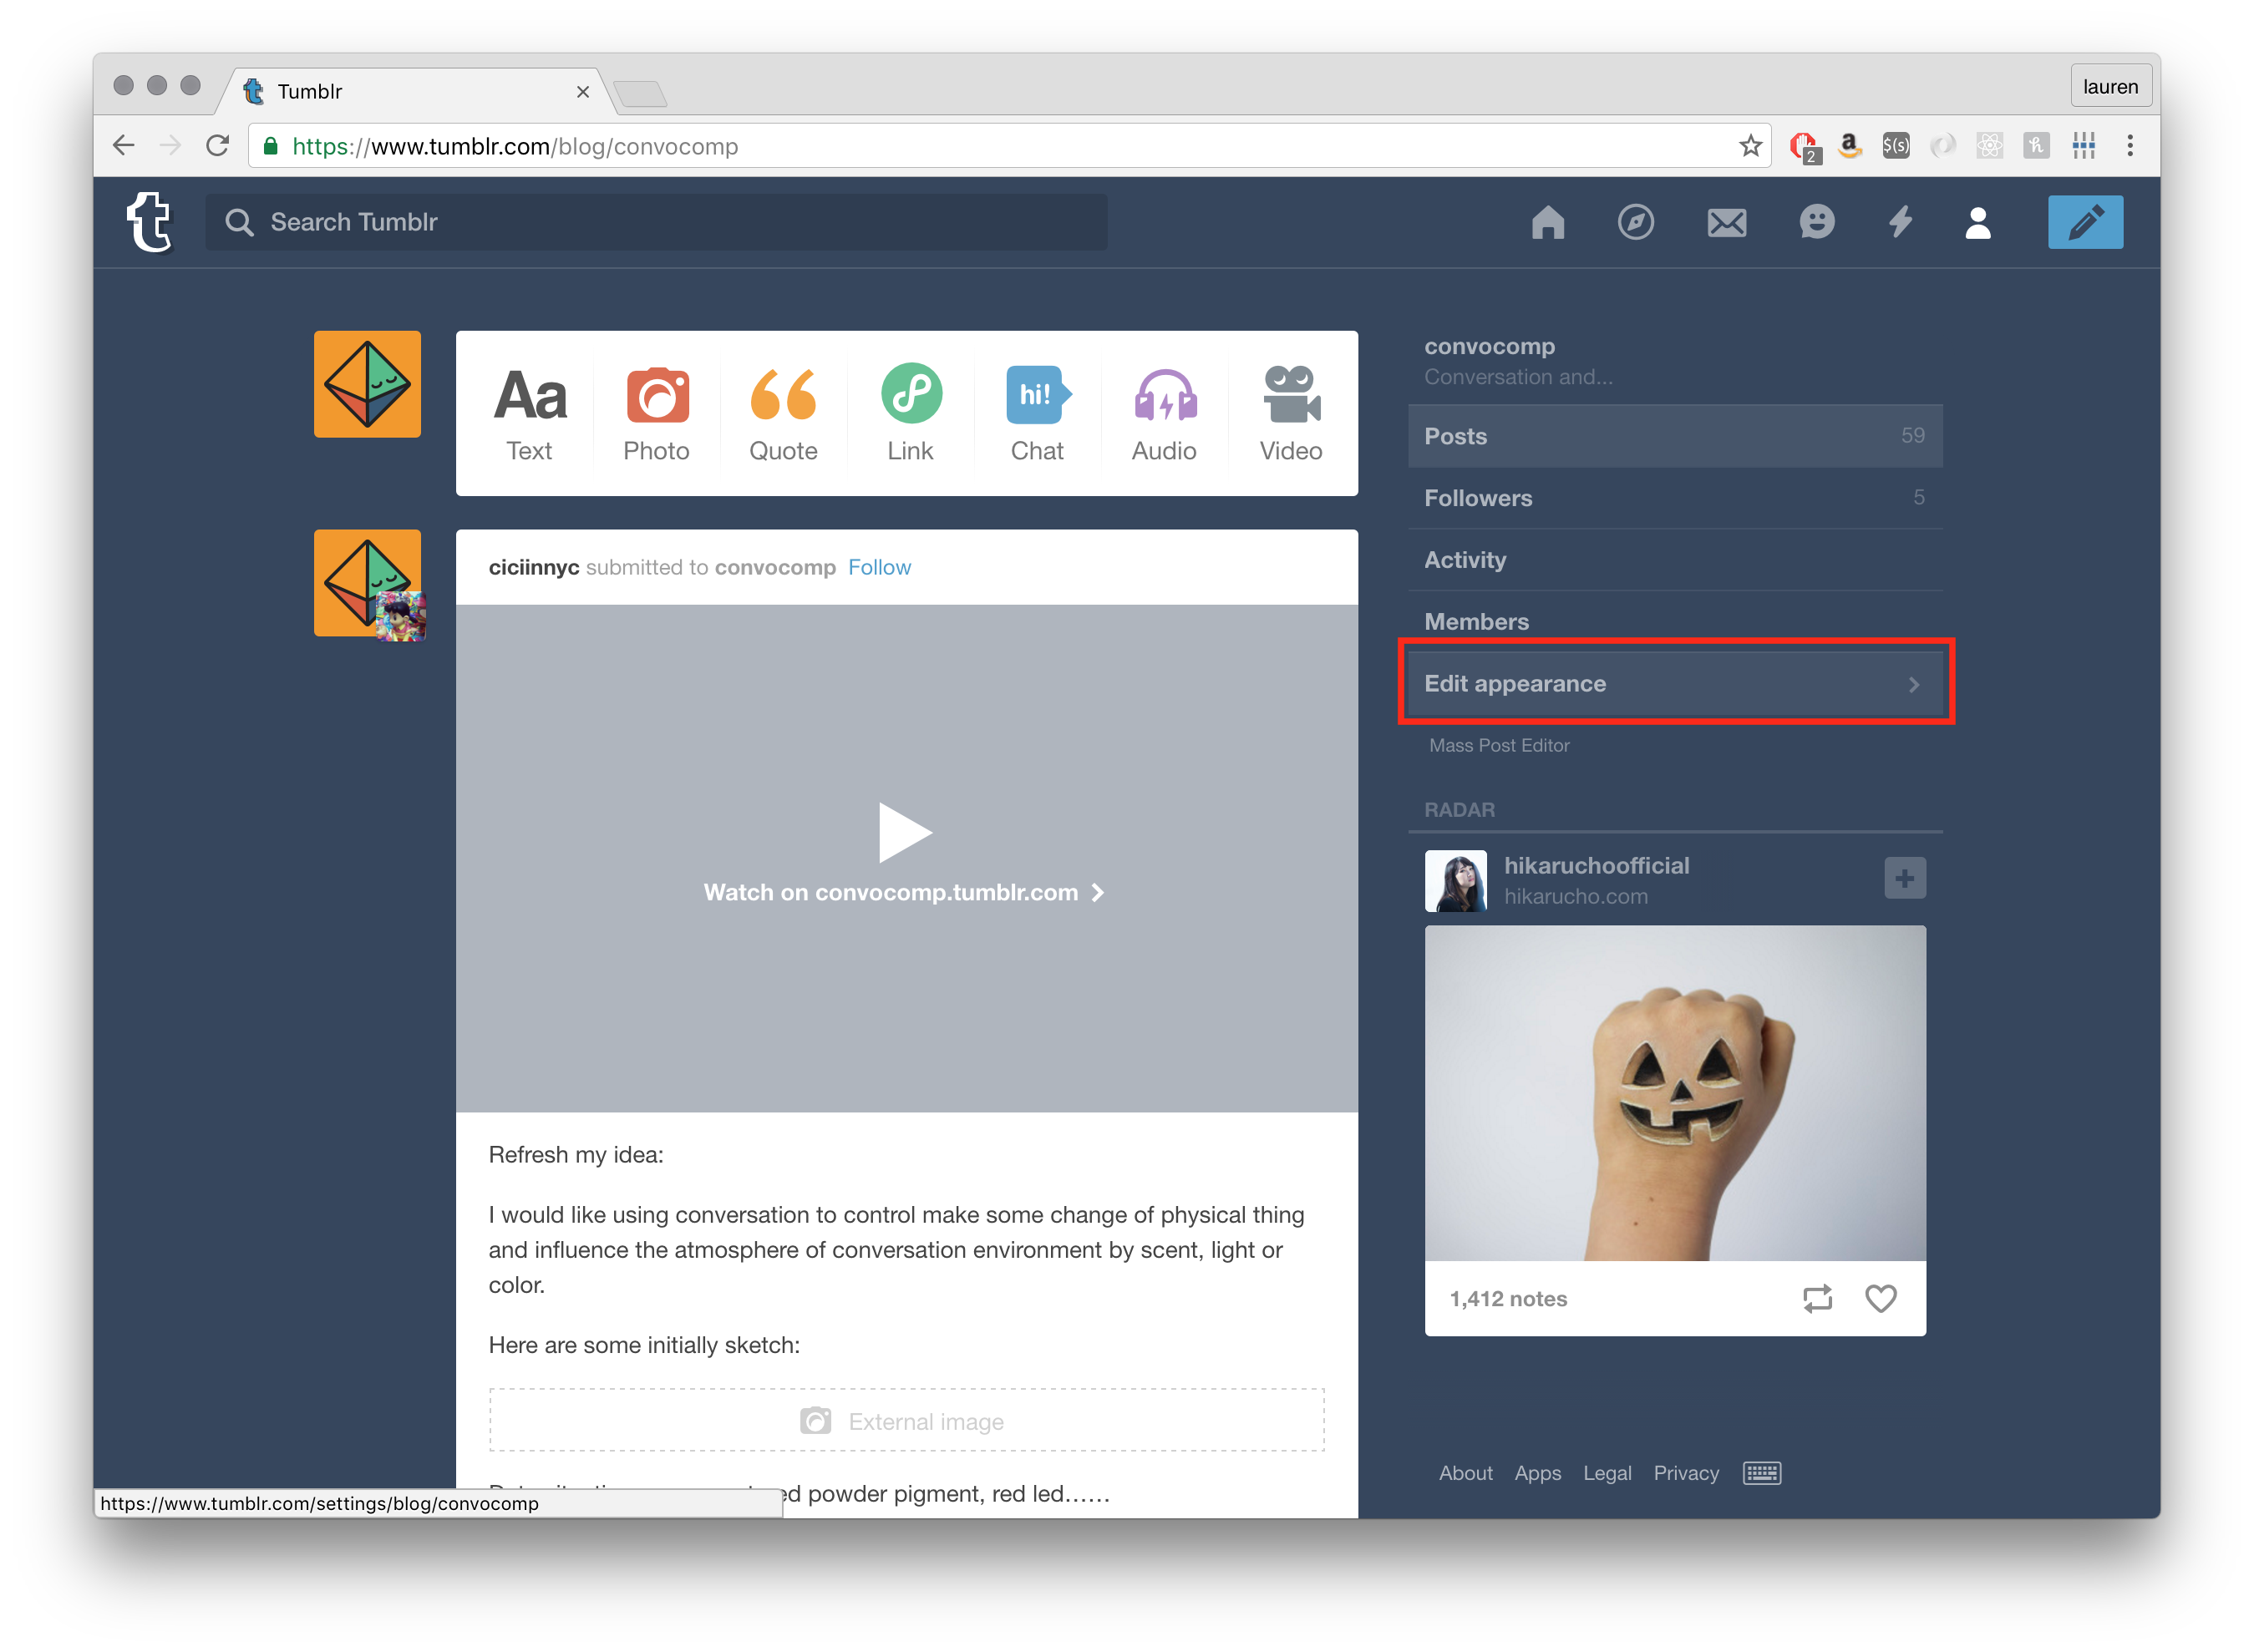 Tumblr
lauren
https://www.tumblr.com/blog/convocomp
2
a
$(s)
h
t
Search Tumblr
Aa
hi!
Text
Photo
Quote
Link
Chat
Audio
Video
convocomp
Conversation and...
Posts 59
Followers 5
Activity
Members
Edit appearance
Mass Post Editor
ciciinnyc submitted to convocomp Follow
Watch on convocomp.tumblr.com
Refresh my idea:
I would like using conversation to control make some change of physical thing
and influence the atmosphere of conversation environment by scent, light or
color.
Here are some initially sketch:
External image
powder pigment, red led……
RADAR
hikaruchoofficial
hikarucho.com
1,412 notes
About Apps Legal Privacy
https://www.tumblr.com/settings/blog/convocomp